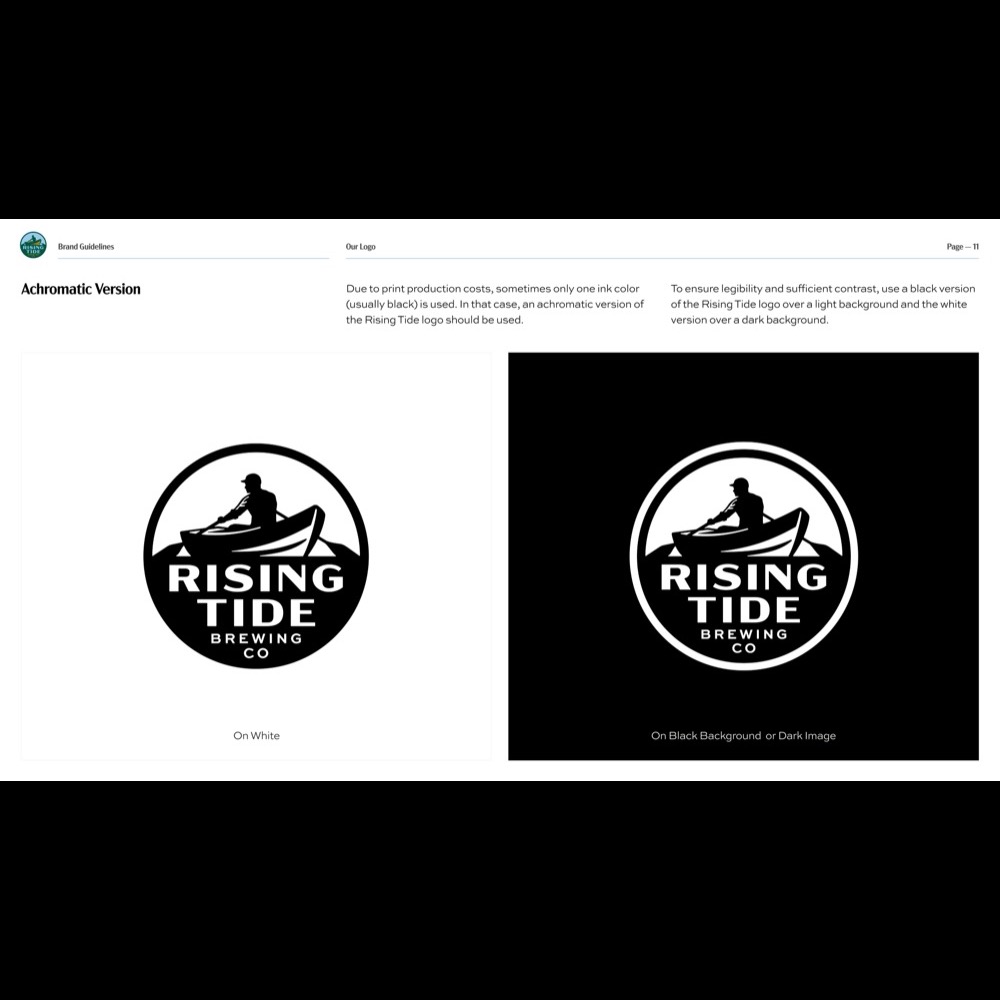 RISING
TIDE
Brand Guidelines
Our Logo
Page — 11
Achromatic Version
Due to print production costs, sometimes only one ink color
(usually black) is used. In that case, an achromatic version of
the Rising Tide logo should be used.
To ensure legibility and sufficient contrast, use a black version
of the Rising Tide logo over a light background and the white
version over a dark background.
RISING
TIDE
BREWING
CO
On White
RISING
TIDE
BREWING
CO
On Black Background or Dark Image